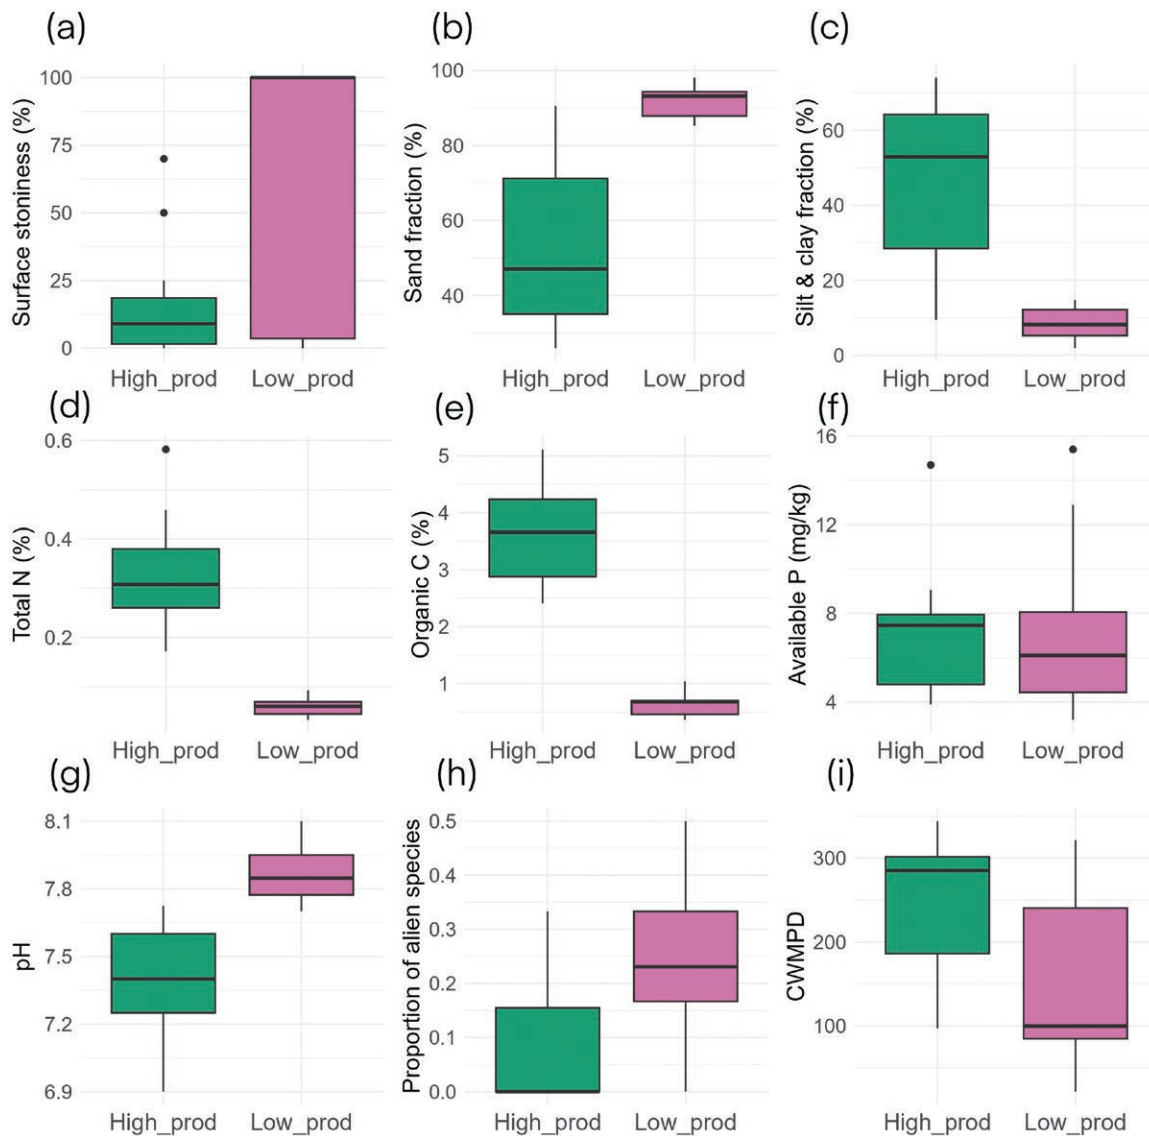 (a)
(b)
(c)
Surface stoniness (%)
100
75
50
25
0
High_prod
Low_prod
Sand fraction (%)
100
80
60
40
High_prod
Low_prod
Silt & clay fraction (%)
60
40
20
0
High_prod
Low_prod
(d)
(e)
(f)
Total N (%)
0.6
0.4
0.2
High_prod
Low_prod
Organic C (%)
5
4
3
2
1
High_prod
Low_prod
Available P (mg/kg)
16
12
8
4
High_prod
Low_prod
(g)
(h)
(i)
pH
8.1
7.8
7.5
7.2
6.9
High_prod
Low_prod
Proportion of alien species
0.5
0.4
0.3
0.2
0.1
0.0
High_prod
Low_prod
CWMPD
300
200
100
High_prod
Low_prod